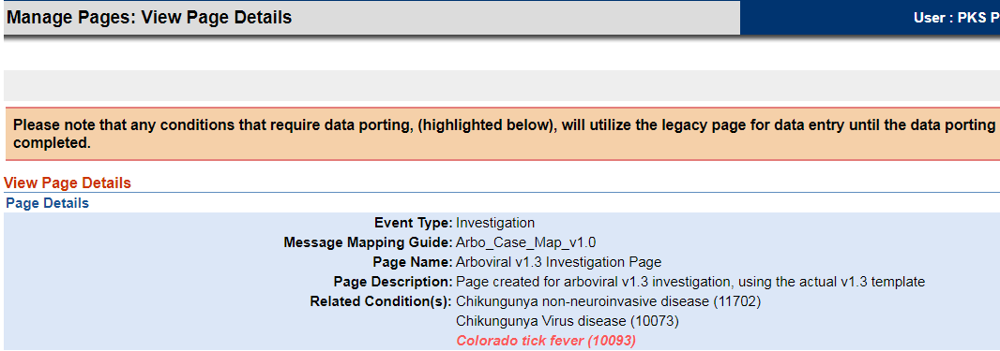 Manage Pages: View Page Details
User : PKS P
Please note that any conditions that require data porting, (highlighted below), will utilize the legacy page for data entry until the data porting
completed.
View Page Details
Page Details
Event Type: Investigation
Message Mapping Guide: Arbo_Case_Map_v1.0
Page Name: Arboviral v1.3 Investigation Page
Page Description: Page created for arboviral v1.3 investigation, using the actual v1.3 template
Related Condition(s): Chikungunya non-neuroinvasive disease (11702)
Chikungunya Virus disease (10073)
Colorado tick fever (10093)